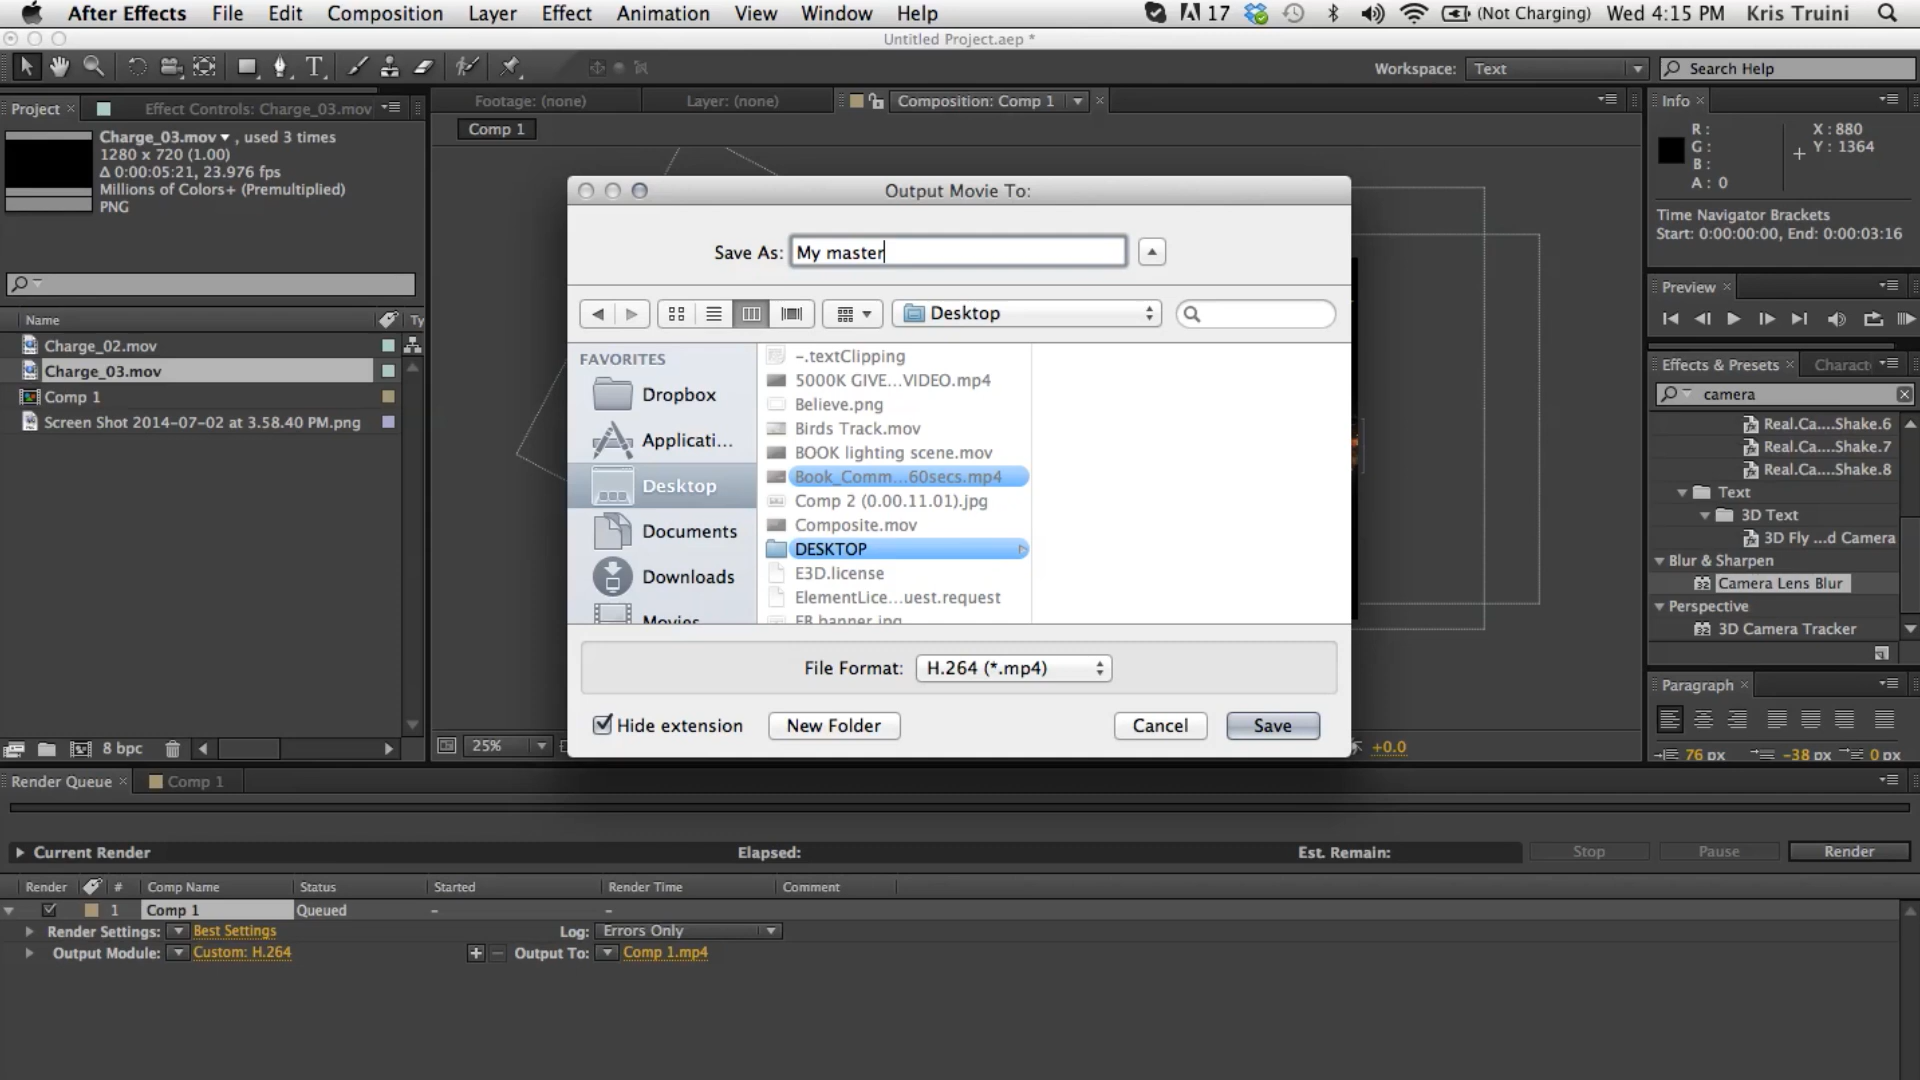 After Effects File Edit Composition Layer Effect Animation View Window Help 17 (Not Charging) Wed 4:15 PM Kris Truini
Untitled Project.aep *
Workspace: Text Search Help
Project Effect Controls: Charge_03.mov Footage: (none) Layer: (none) Composition: Comp 1 Info
Charge_03.mov , used 3 times
1280 x 720 (1.00)
Δ 0:00:05:21, 23.976 fps
Millions of Colors+ (Premultiplied)
PNG
Comp 1
R:
G:
B:
A: 0
X: 880
Y: 1364
Time Navigator Brackets
Start: 0:00:00:00, End: 0:00:03:16
Output Movie To:
Save As: My master
Desktop
Preview
Name Ty
Charge_02.mov
Charge_03.mov
Comp 1
Screen Shot 2014-07-02 at 3.58.40 PM.png
FAVORITES
Dropbox
Applicati...
Desktop
Documents
Downloads
Movies
-.textClipping
5000K GIVE...VIDEO.mp4
Believe.png
Birds Track.mov
BOOK lighting scene.mov
Book_Comm...60secs.mp4
Comp 2 (0.00.11.01).jpg
Composite.mov
DESKTOP
E3D.license
ElementLice...uest.request
FB banner.jpg
Effects & Presets Charact
camera
Real.Ca....Shake.6
Real.Ca....Shake.7
Real.Ca....Shake.8
Text
3D Text
3D Fly ...d Camera
Blur & Sharpen
32 Camera Lens Blur
Perspective
32 3D Camera Tracker
File Format: H.264 (*.mp4)
Hide extension New Folder Cancel Save
Paragraph
76 px -38 px 0 px
8 bpc
25%
+0.0
Render Queue Comp 1
Current Render Elapsed: Est. Remain: Stop Pause Render
Render # Comp Name Status Started Render Time Comment
1 Comp 1 Queued – –
Render Settings: Best Settings Log: Errors Only
Output Module: Custom: H.264 + – Output To: Comp 1.mp4